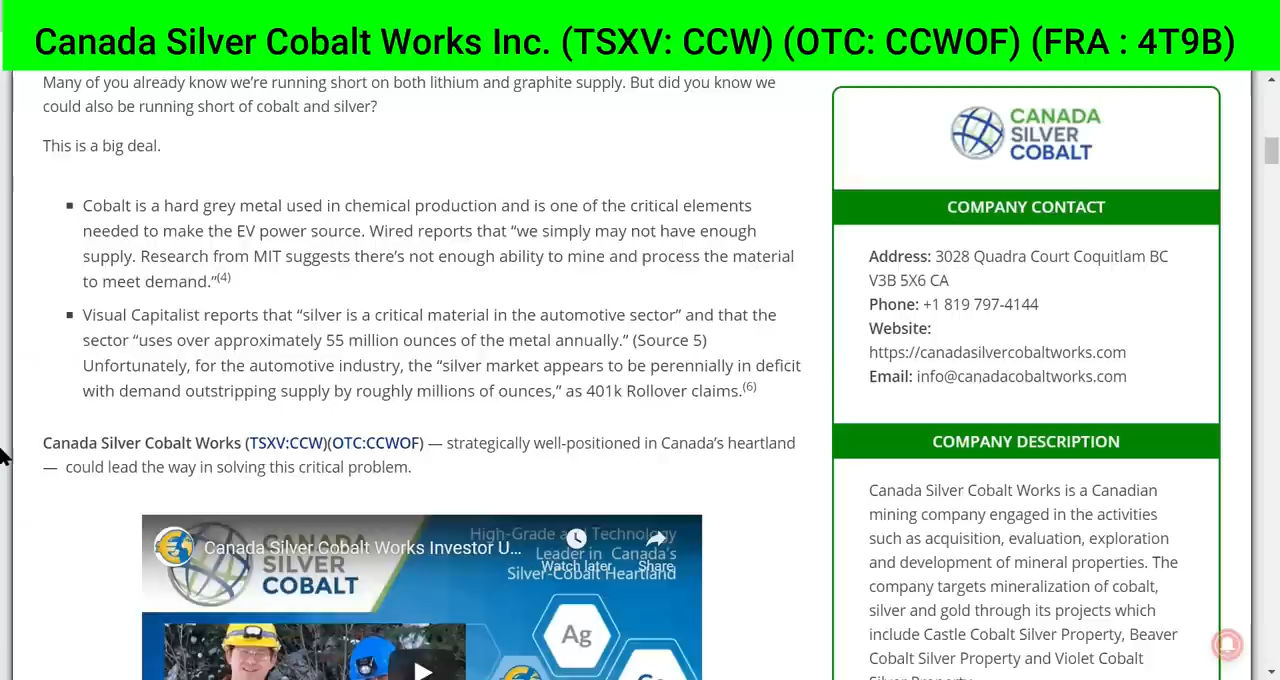 Canada Silver Cobalt Works Inc. (TSXV: CCW) (OTC: CCWOF) (FRA : 4T9B)
Many of you already know we’re running short on both lithium and graphite supply. But did you know we
could also be running short of cobalt and silver?
This is a big deal.
Cobalt is a hard grey metal used in chemical production and is one of the critical elements
needed to make the EV power source. Wired reports that “we simply may not have enough
supply. Research from MIT suggests there’s not enough ability to mine and process the material
to meet demand.”(4)
Visual Capitalist reports that “silver is a critical material in the automotive sector” and that the
sector “uses over approximately 55 million ounces of the metal annually.” (Source 5)
Unfortunately, for the automotive industry, the “silver market appears to be perennially in deficit
with demand outstripping supply by roughly millions of ounces,” as 401k Rollover claims.(6)
Canada Silver Cobalt Works (TSXV:CCW)(OTC:CCWOF) — strategically well-positioned in Canada’s heartland
— could lead the way in solving this critical problem.
CANADA
SILVER
COBALT
Canada Silver Cobalt Works Investor U...
High-Grade and Technology
Leader in Canada's
Silver-Cobalt Heartland
Watch later
Share
Ag
CANADA
SILVER
COBALT
COMPANY CONTACT
Address: 3028 Quadra Court Coquitlam BC
V3B 5X6 CA
Phone: +1 819 797-4144
Website:
https://canadasilvercobaltworks.com
Email: info@canadacobaltworks.com
COMPANY DESCRIPTION
Canada Silver Cobalt Works is a Canadian
mining company engaged in the activities
such as acquisition, evaluation, exploration
and development of mineral properties. The
company targets mineralization of cobalt,
silver and gold through its projects which
include Castle Cobalt Silver Property, Beaver
Cobalt Silver Property and Violet Cobalt